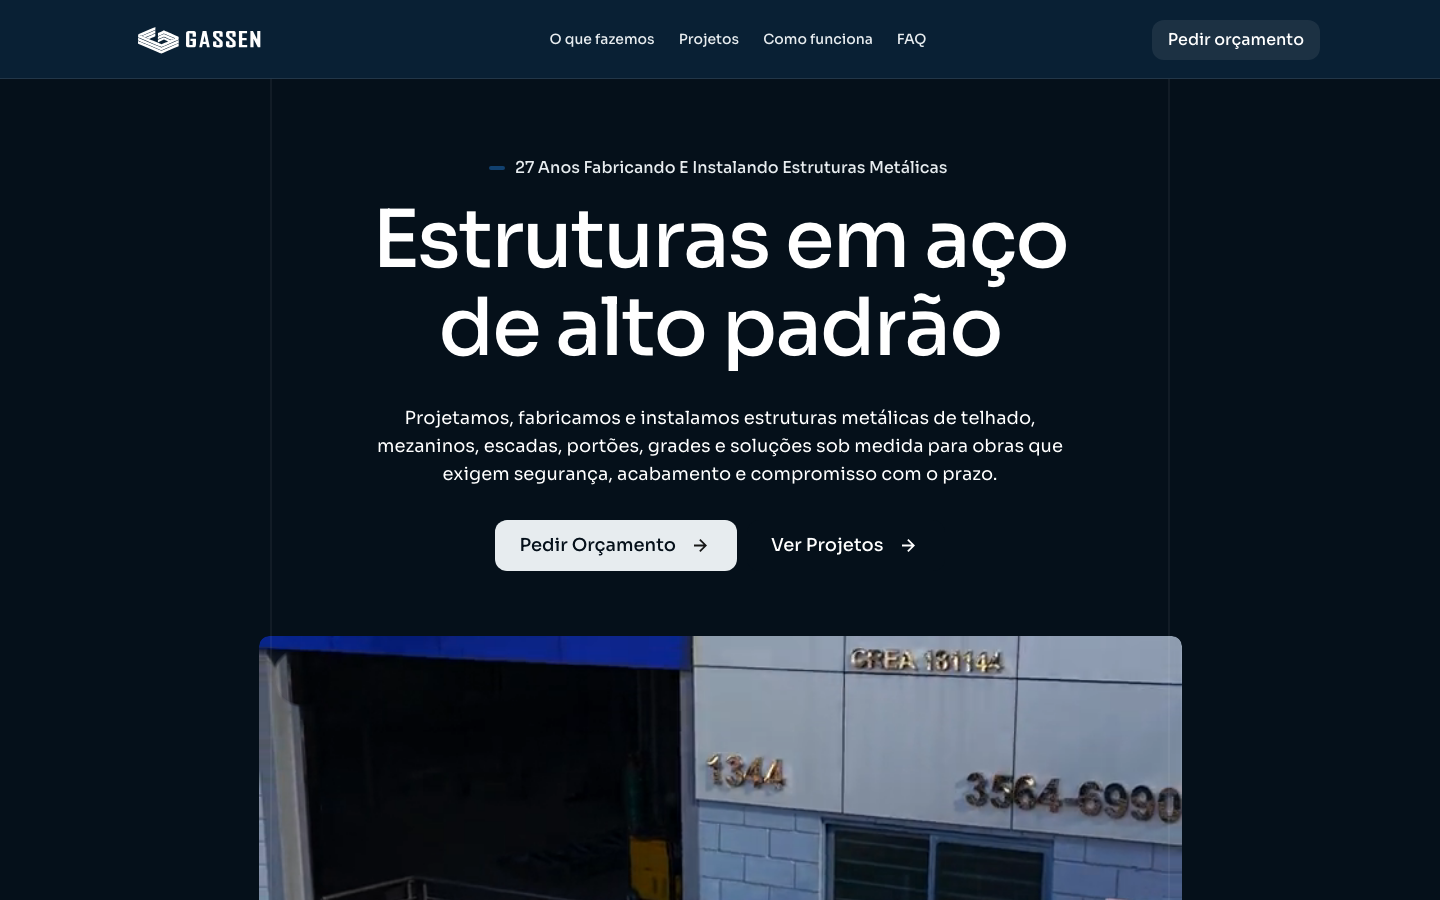 GASSEN
O que fazemos
Projetos
Como funciona
FAQ
Pedir orçamento
27 Anos Fabricando E Instalando Estruturas Metálicas
Estruturas em aço
de alto padrão
Projetamos, fabricamos e instalamos estruturas metálicas de telhado,
mezaninos, escadas, portões, grades e soluções sob medida para obras que
exigem segurança, acabamento e compromisso com o prazo.
Pedir Orçamento
Ver Projetos
CREA 131144
1344
3564-6990